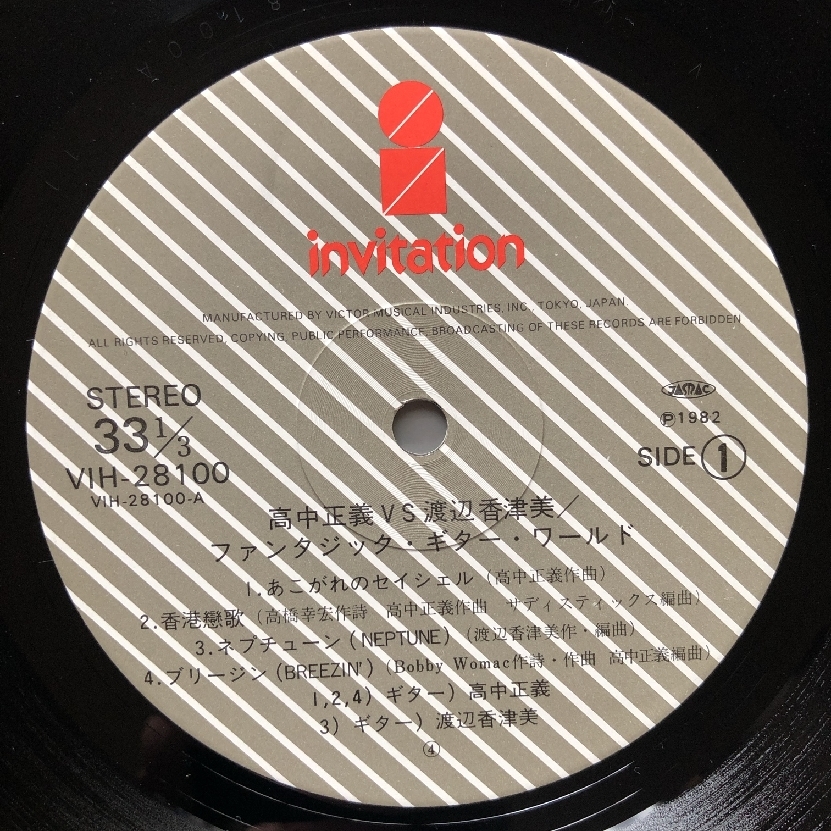 invitation
MANUFACTURED BY VICTOR MUSICAL INDUSTRIES, INC., TOKYO, JAPAN.
ALL RIGHTS RESERVED, COPYING, PUBLIC PERFORMANCE, BROADCASTING OF THESE RECORDS ARE FORBIDDEN
STEREO
33 1/3
VIH-28100
VIH-28100-A
JASRAC
Ⓟ1982
SIDE ①
高中正義VS渡辺香津美／
ファンタジック・ギター・ワールド
1.あこがれのセイシェル（高中正義作曲）
2.香港戀歌（高橋幸宏作詩 高中正義作曲 サディスティックス編曲）
3.ネプチューン（NEPTUNE）（渡辺香津美作・編曲）
4.ブリージン（BREEZIN'）（Bobby Womac作詩・作曲 高中正義編曲）
1,2,4）ギター）高中正義
3）ギター）渡辺香津美
④